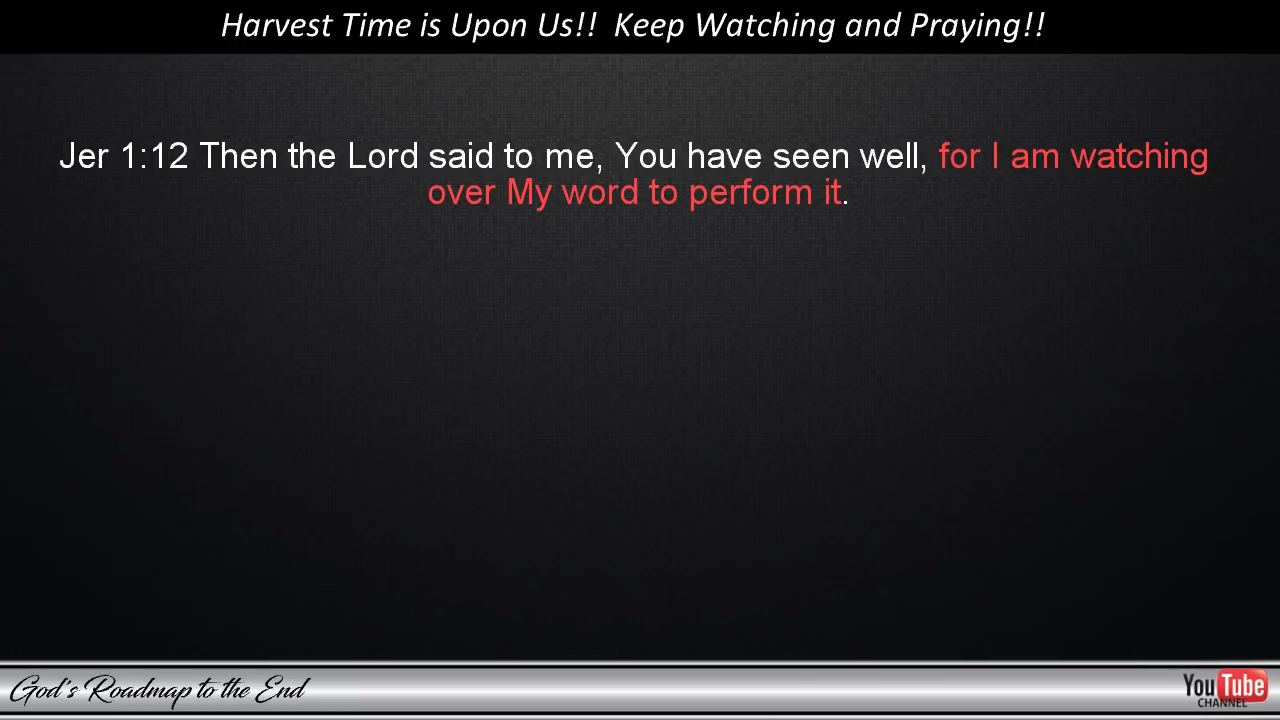 Harvest Time is Upon Us!!  Keep Watching and Praying!!
Jer 1:12 Then the Lord said to me, You have seen well, for I am watching
over My word to perform it.
God's Roadmap to the End
YouTube
CHANNEL